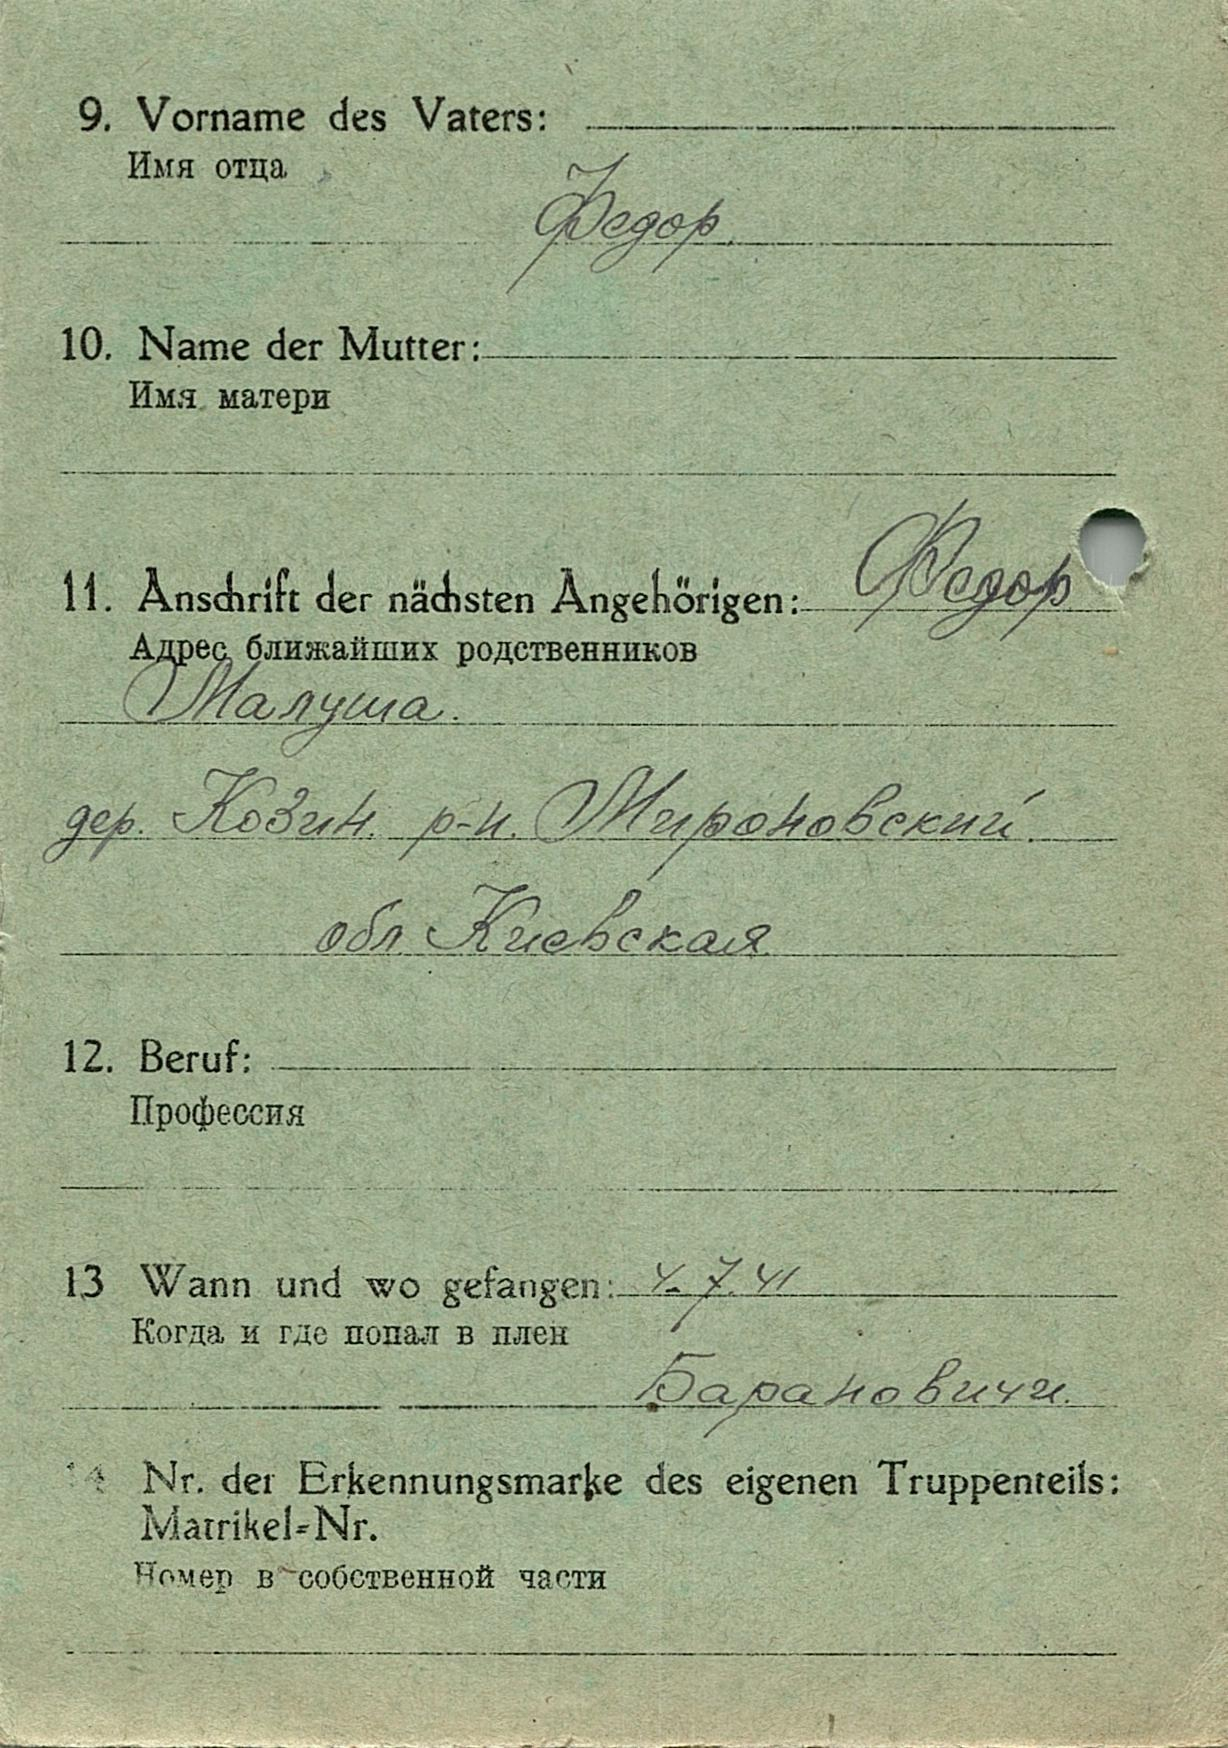 9. Vorname des Vaters:
Имя отца
Федор
10. Name der Mutter:
Имя матери
11. Anschrift der nächsten Angehörigen: Федор
Адрес ближайших родственников
Малуша.
дер. Козин. р-н. Мироновский.
обл. Киевская.
12. Beruf:
Профессия
13 Wann und wo gefangen: 4.7.41
Когда и где попал в плен
Барановичи.
14 Nr. der Erkennungsmarke des eigenen Truppenteils:
Matrikel=Nr.
Номер в собственной части